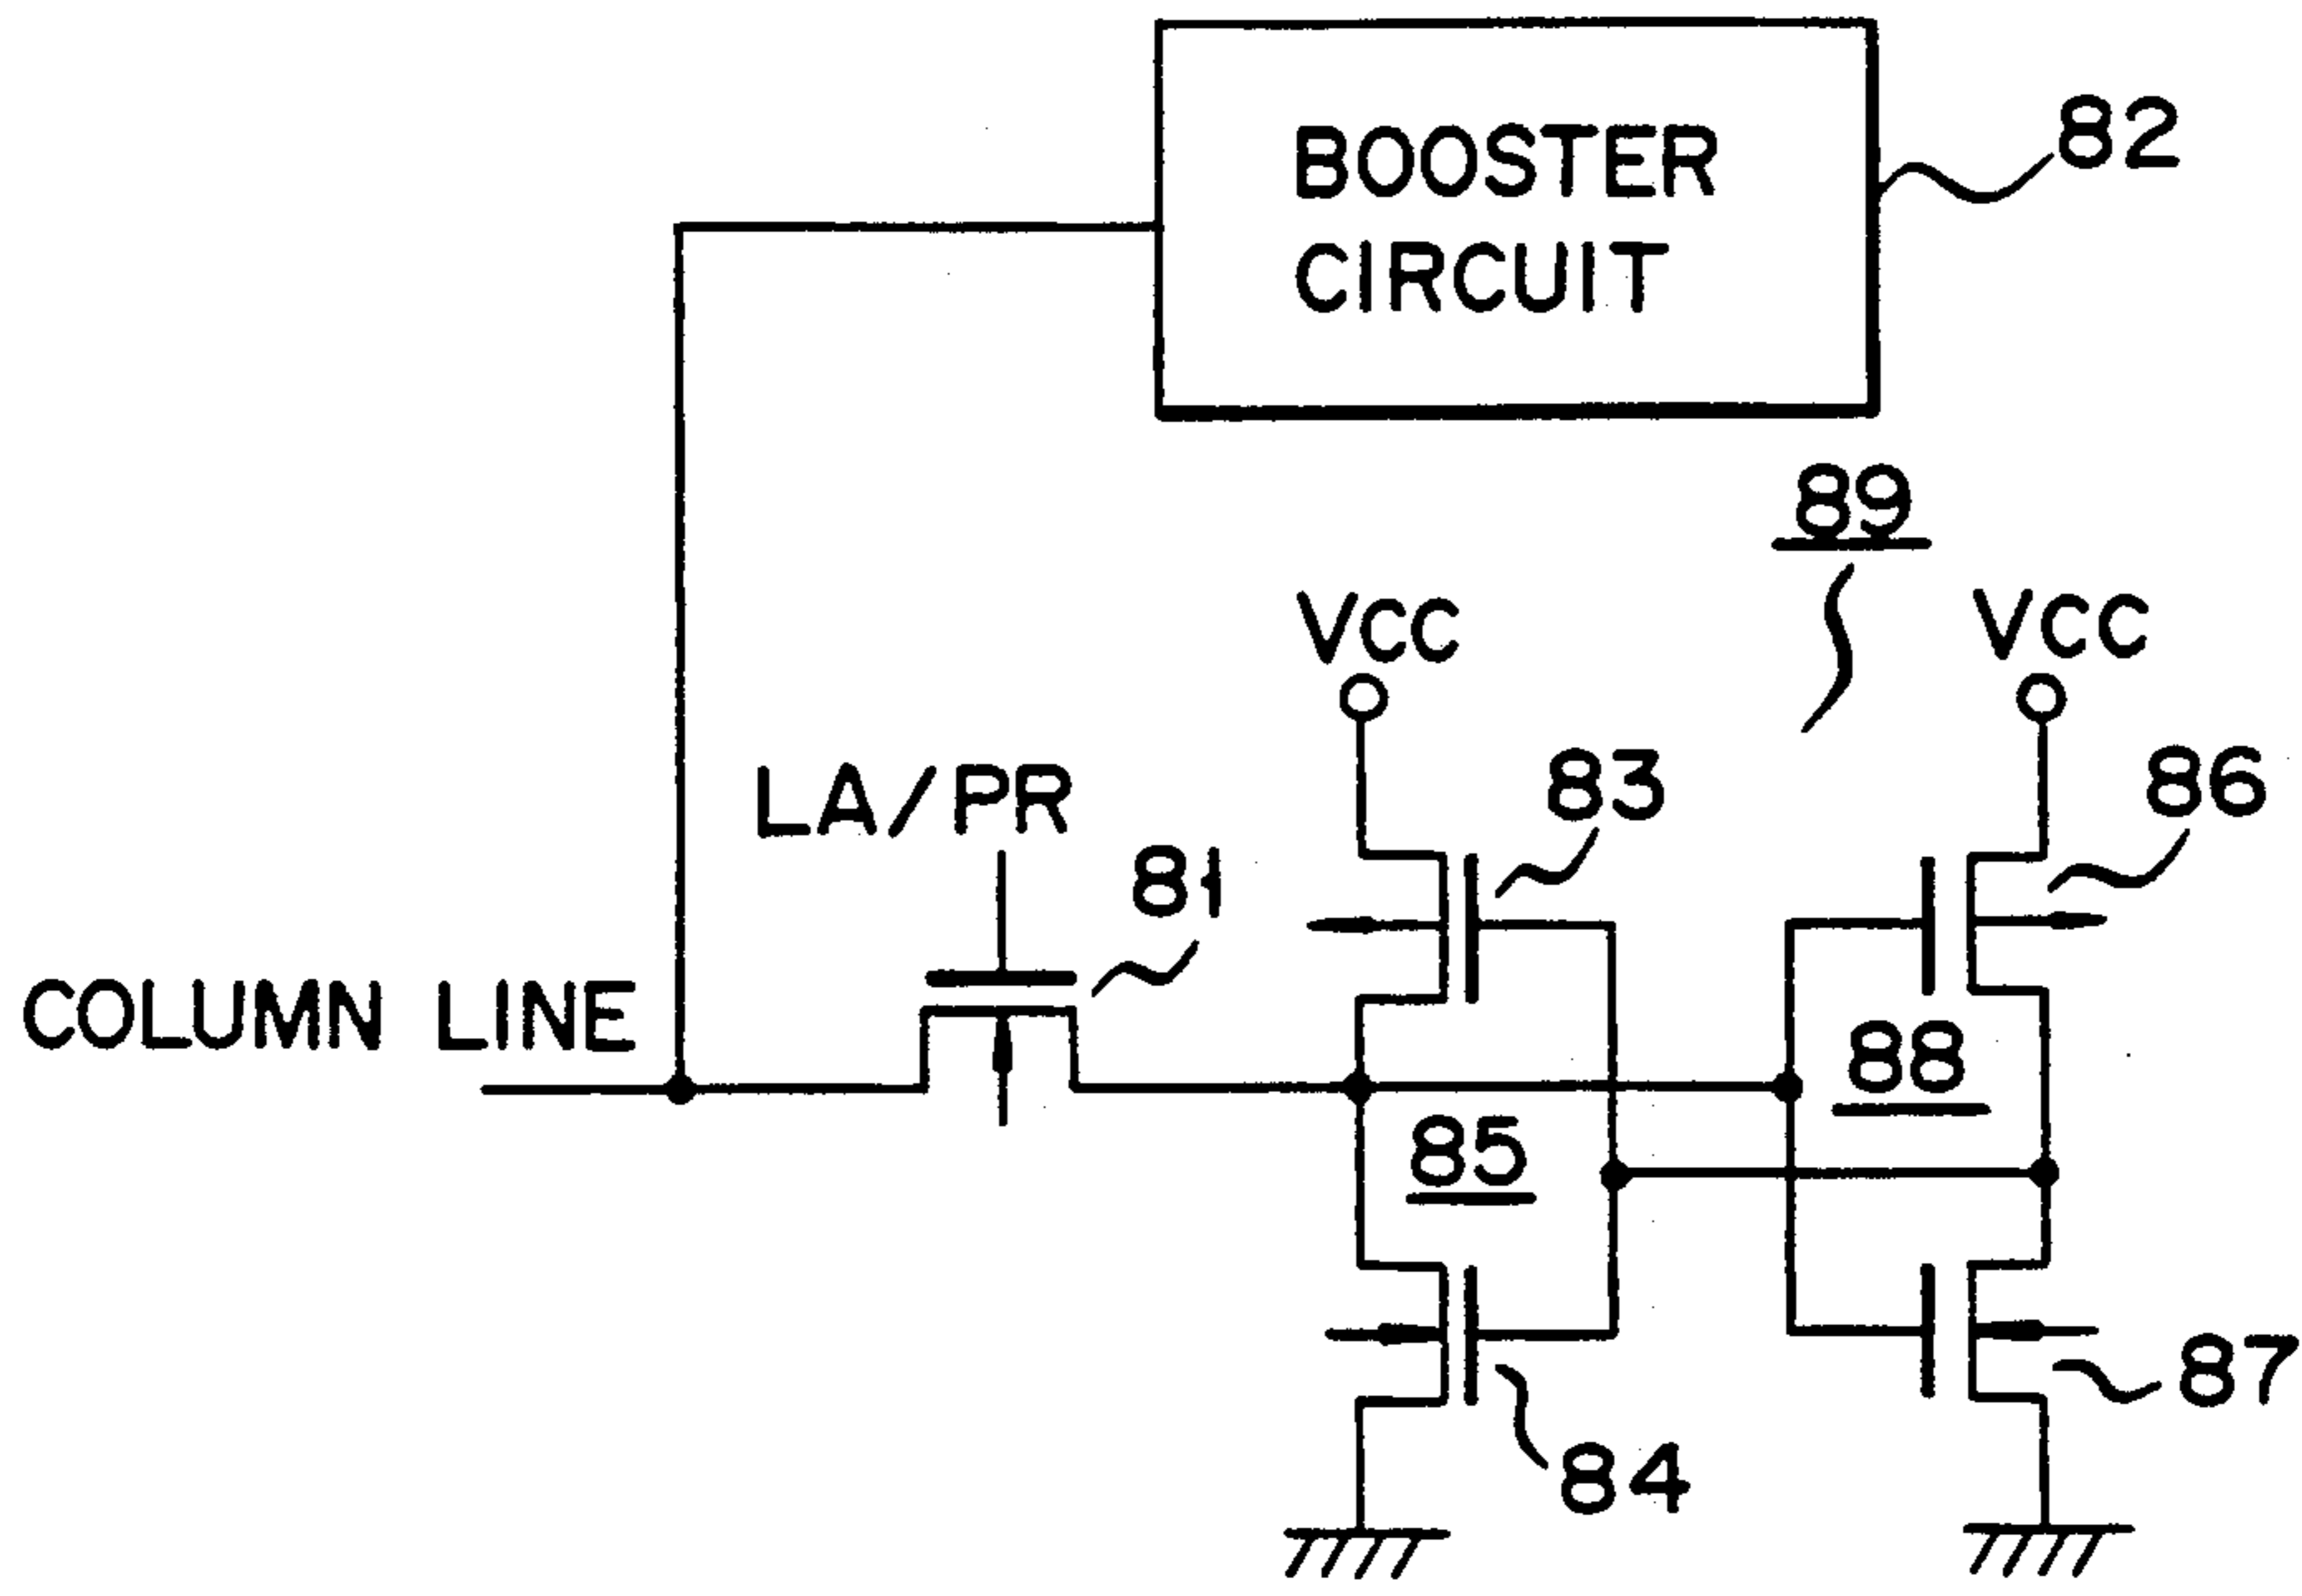 BOOSTER
CIRCUIT
82
89
VCC
VCC
83
86
LA/PR
81
COLUMN LINE
88
85
87
84